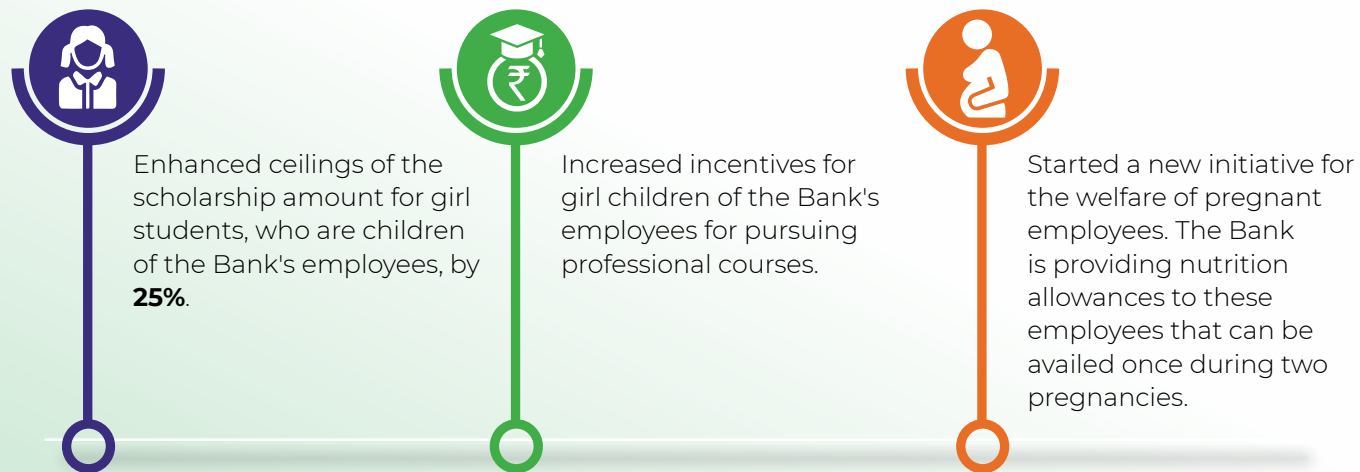 Enhanced ceilings of the
scholarship amount for girl
students, who are children
of the Bank's employees, by
25%.
₹
Increased incentives for
girl children of the Bank's
employees for pursuing
professional courses.
Started a new initiative for
the welfare of pregnant
employees. The Bank
is providing nutrition
allowances to these
employees that can be
availed once during two
pregnancies.